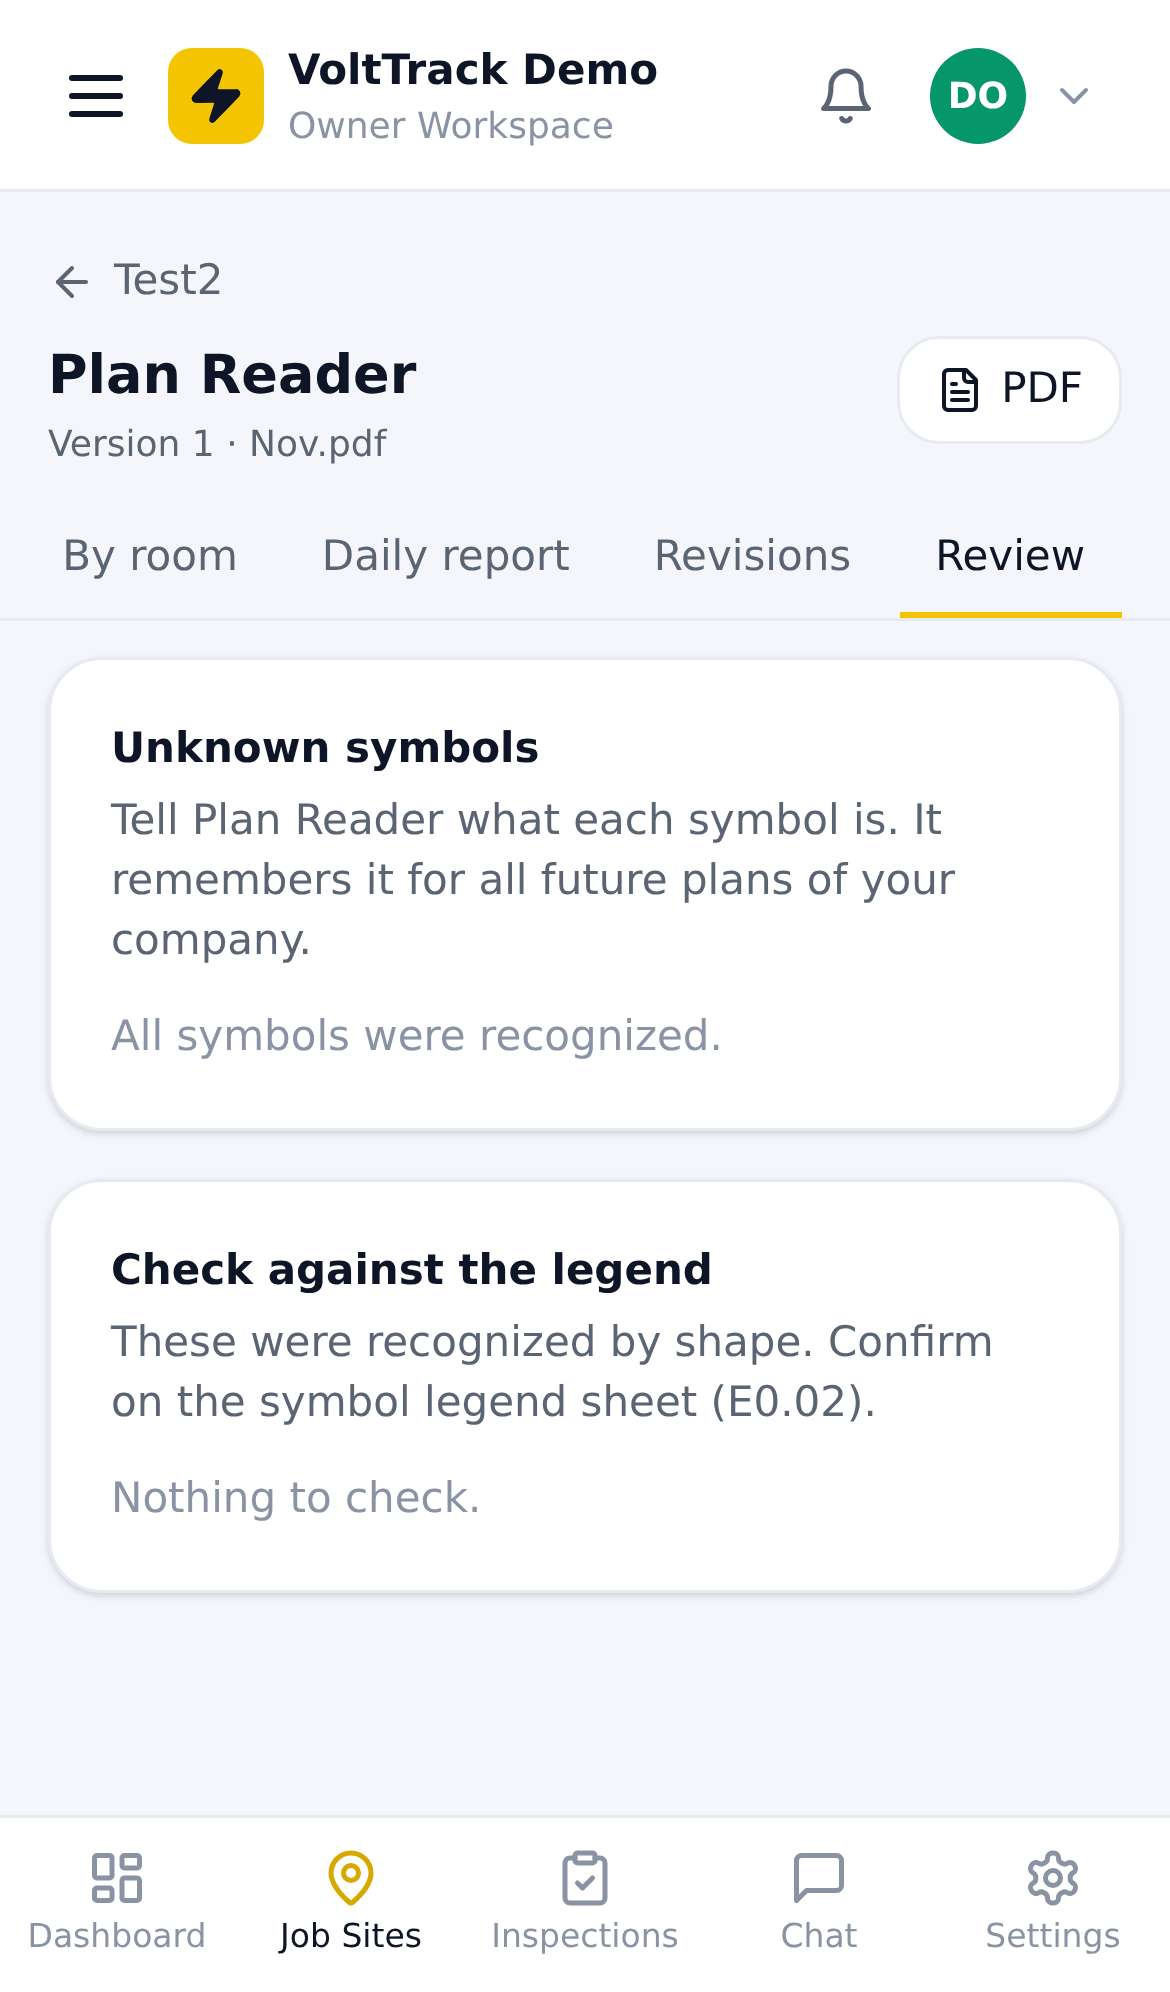 VoltTrack Demo
Owner Workspace
DO
Test2
Plan Reader
Version 1 · Nov.pdf
PDF
By room
Daily report
Revisions
Review
Unknown symbols
Tell Plan Reader what each symbol is. It
remembers it for all future plans of your
company.
All symbols were recognized.
Check against the legend
These were recognized by shape. Confirm
on the symbol legend sheet (E0.02).
Nothing to check.
Dashboard
Job Sites
Inspections
Chat
Settings